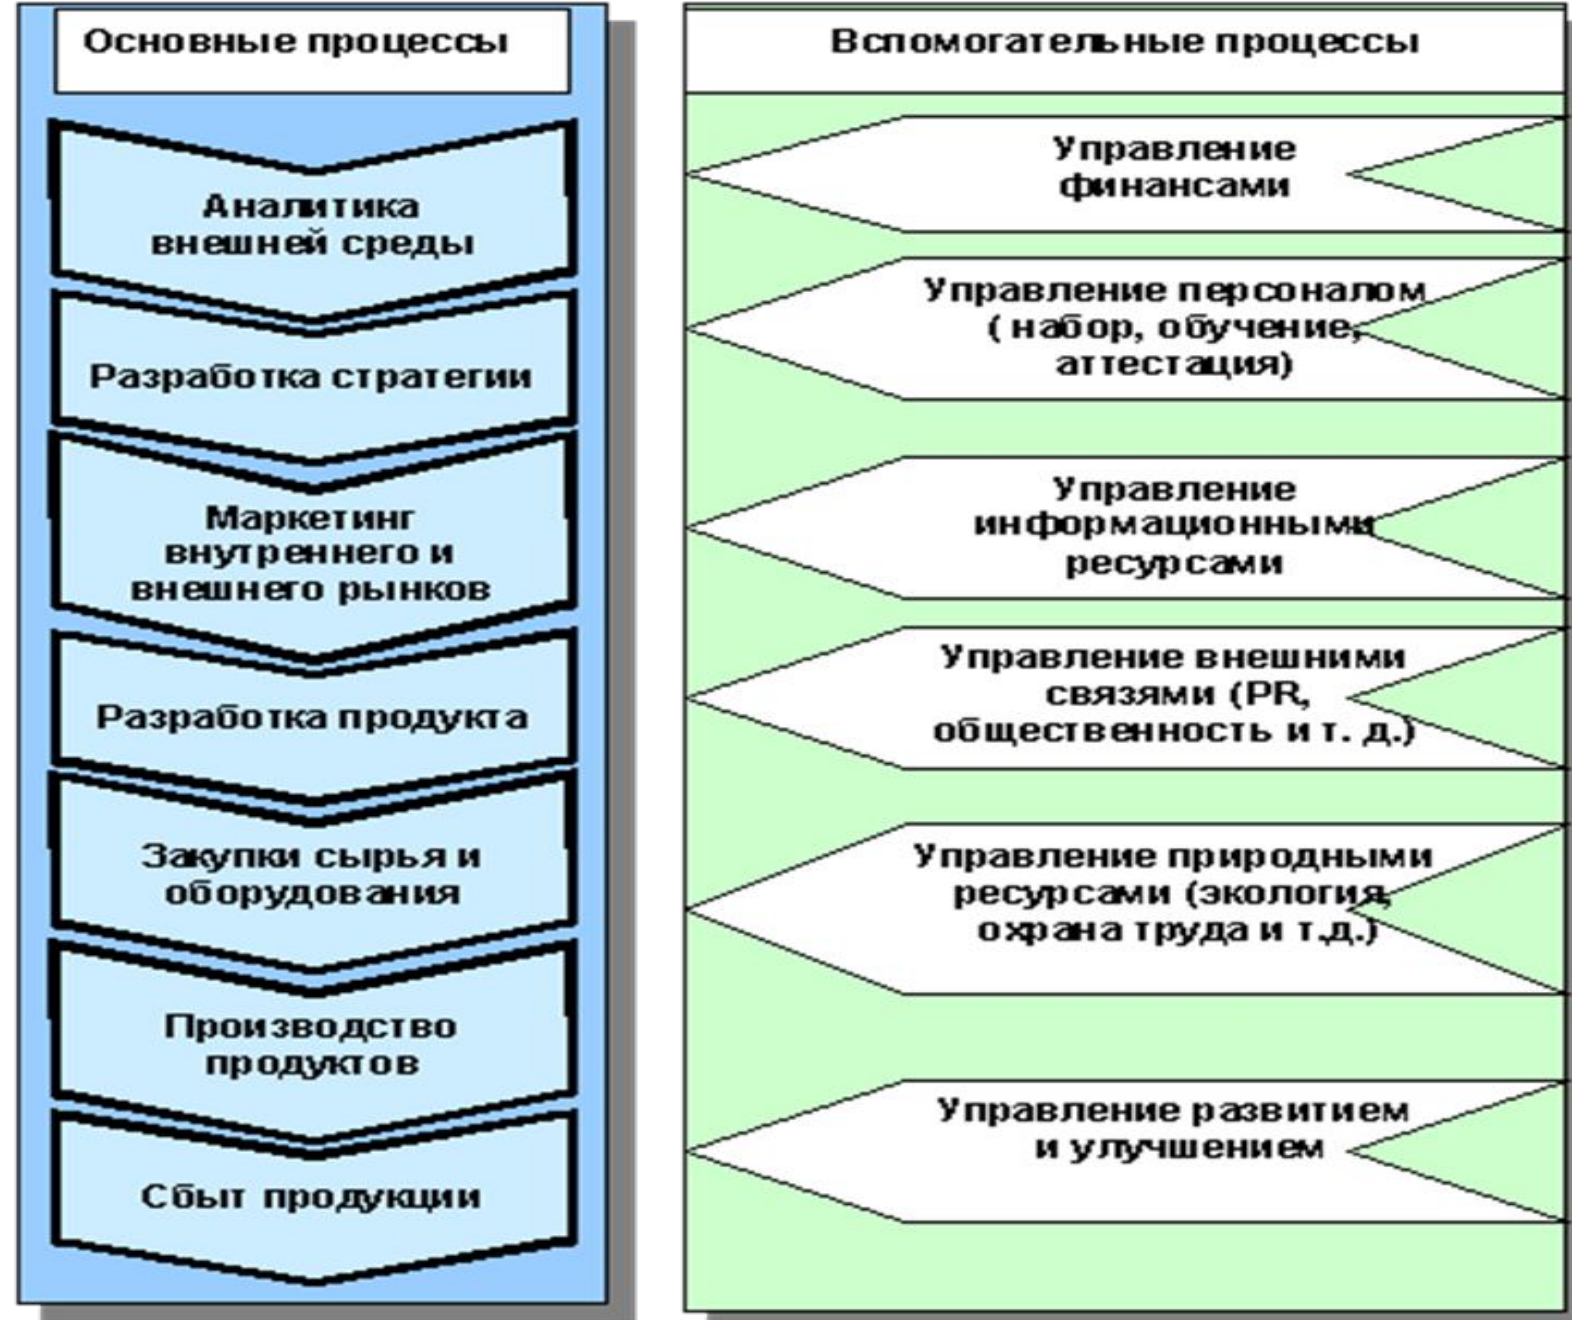 Основные процессы
Аналитика
внешней среды
Разработка стратегии
Маркетинг
внутреннего и
внешнего рынков
Разработка продукта
Закупки сырья и
оборудования
Производство
продуктов
Сбыт продукции
Вспомогательные процессы
Управление
финансами
Управление персоналом
( набор, обучение,
аттестация)
Управление
информационными
ресурсами
Управление внешними
связями (PR,
общественность и т. д.)
Управление природными
ресурсами (экология,
охрана труда и т.д.)
Управление развитием
и улучшением